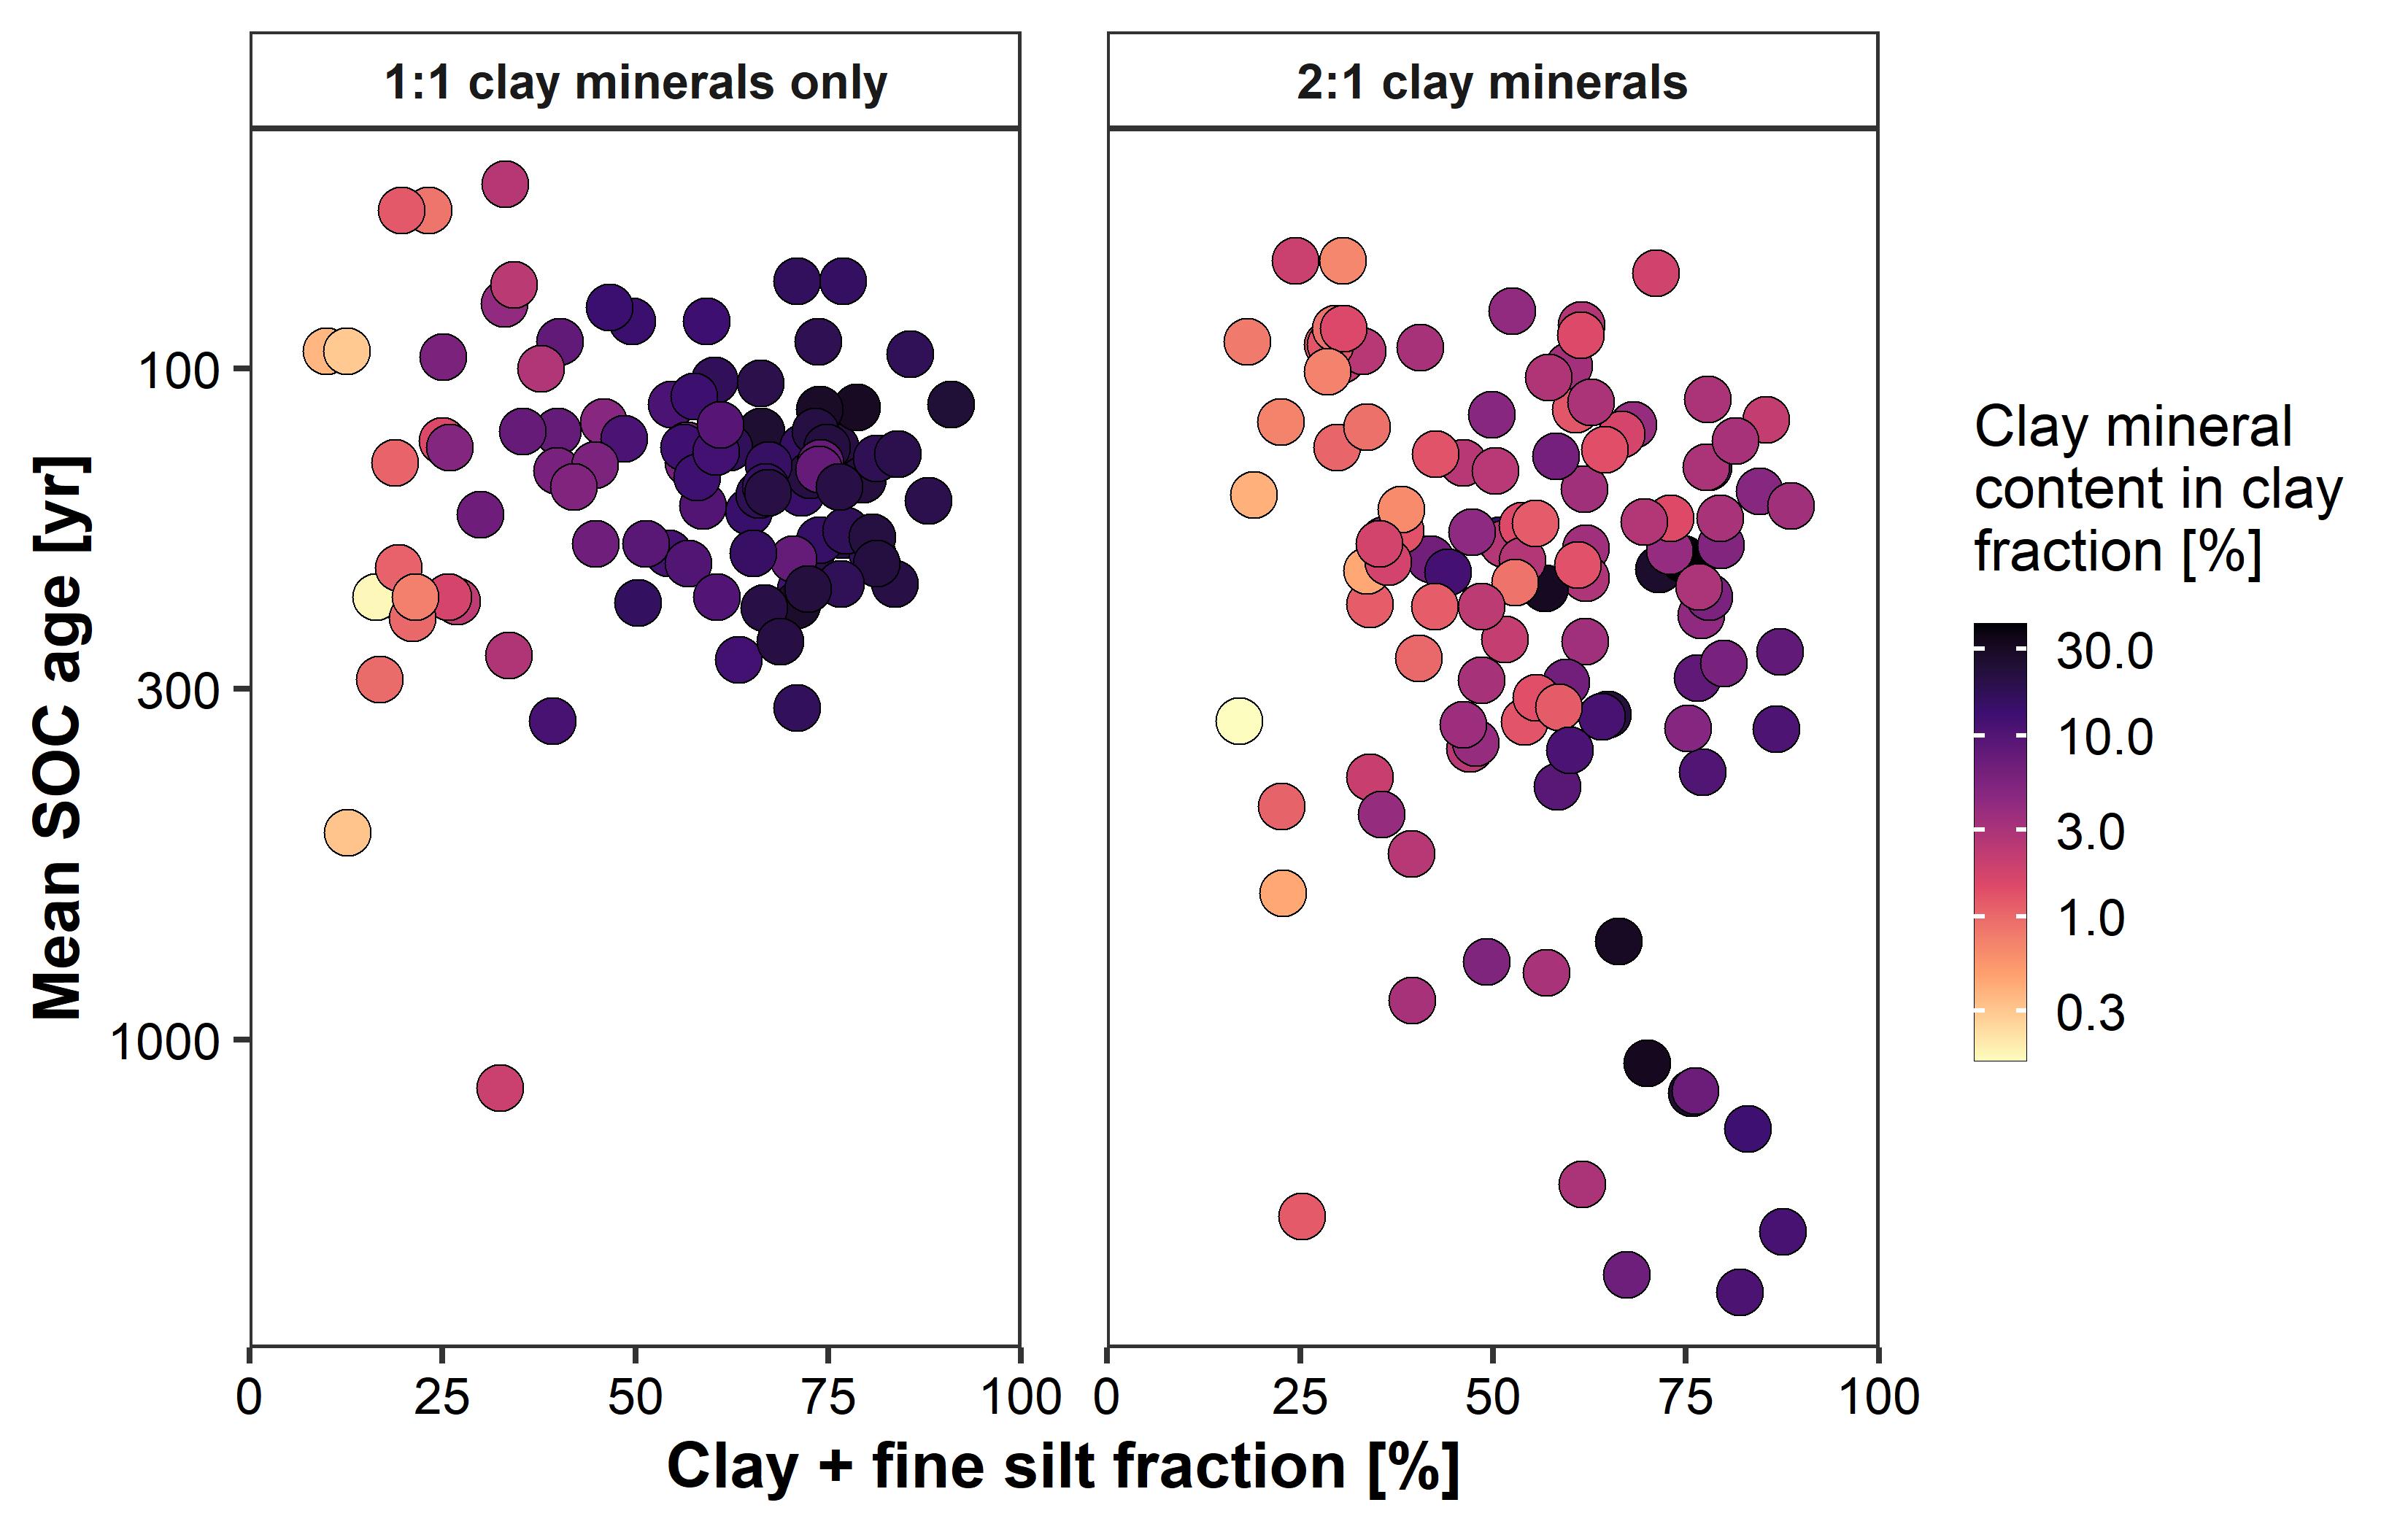 1:1 clay minerals only
2:1 clay minerals
Mean SOC age [yr]
100
300
1000
0
25
50
75
100
0
25
50
75
100
Clay + fine silt fraction [%]
Clay mineral
content in clay
fraction [%]
30.0
10.0
3.0
1.0
0.3